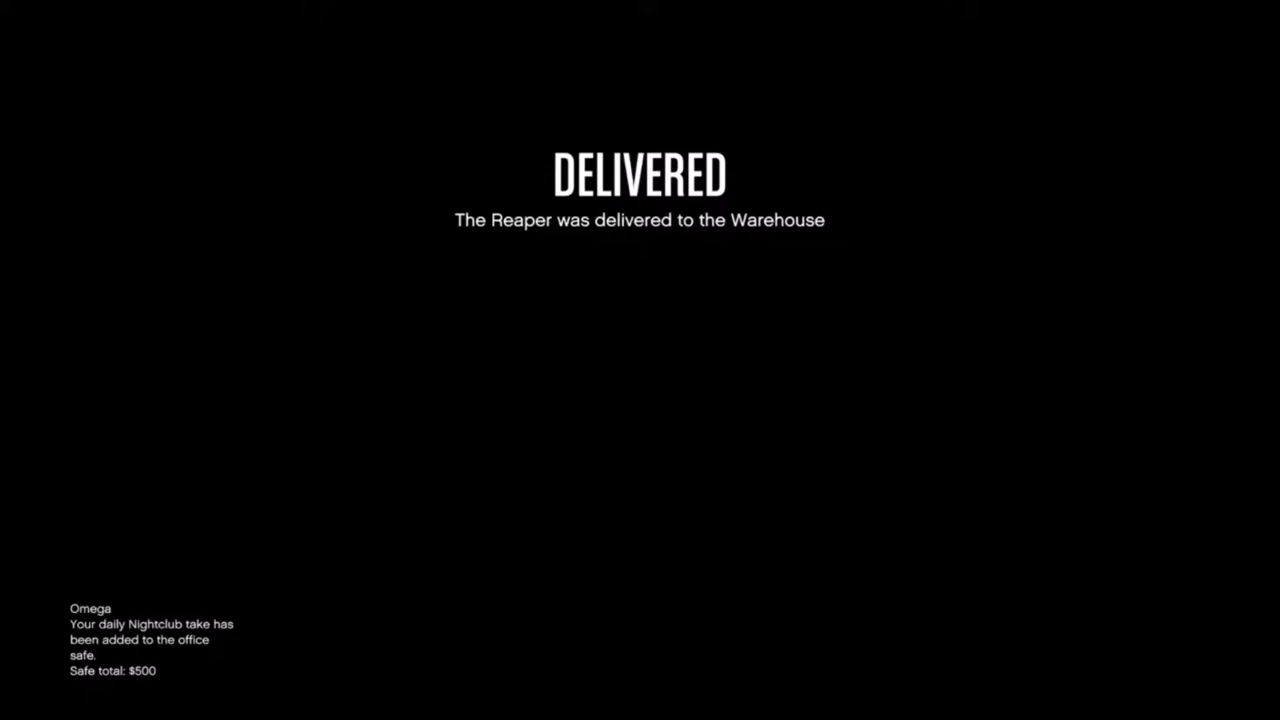 DELIVERED
The Reaper was delivered to the Warehouse
Omega
Your daily Nightclub take has
been added to the office
safe.
Safe total: $500